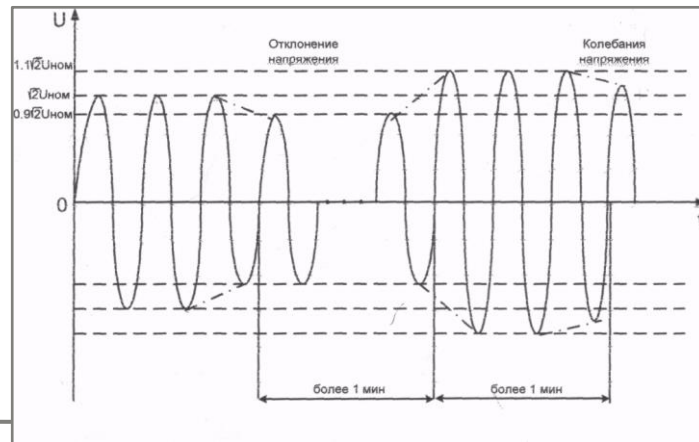 U
Отклонение
напряжения
Колебания
напряжения
1.1√2Uном
√2Uном
0.9√2Uном
0
более 1 мин
более 1 мин